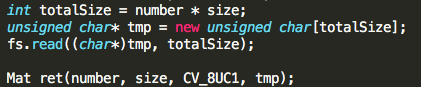 int totalSize = number * size;
unsigned char* tmp = new unsigned char[totalSize];
fs.read((char*)tmp, totalSize);
Mat ret(number, size, CV_8UC1, tmp);